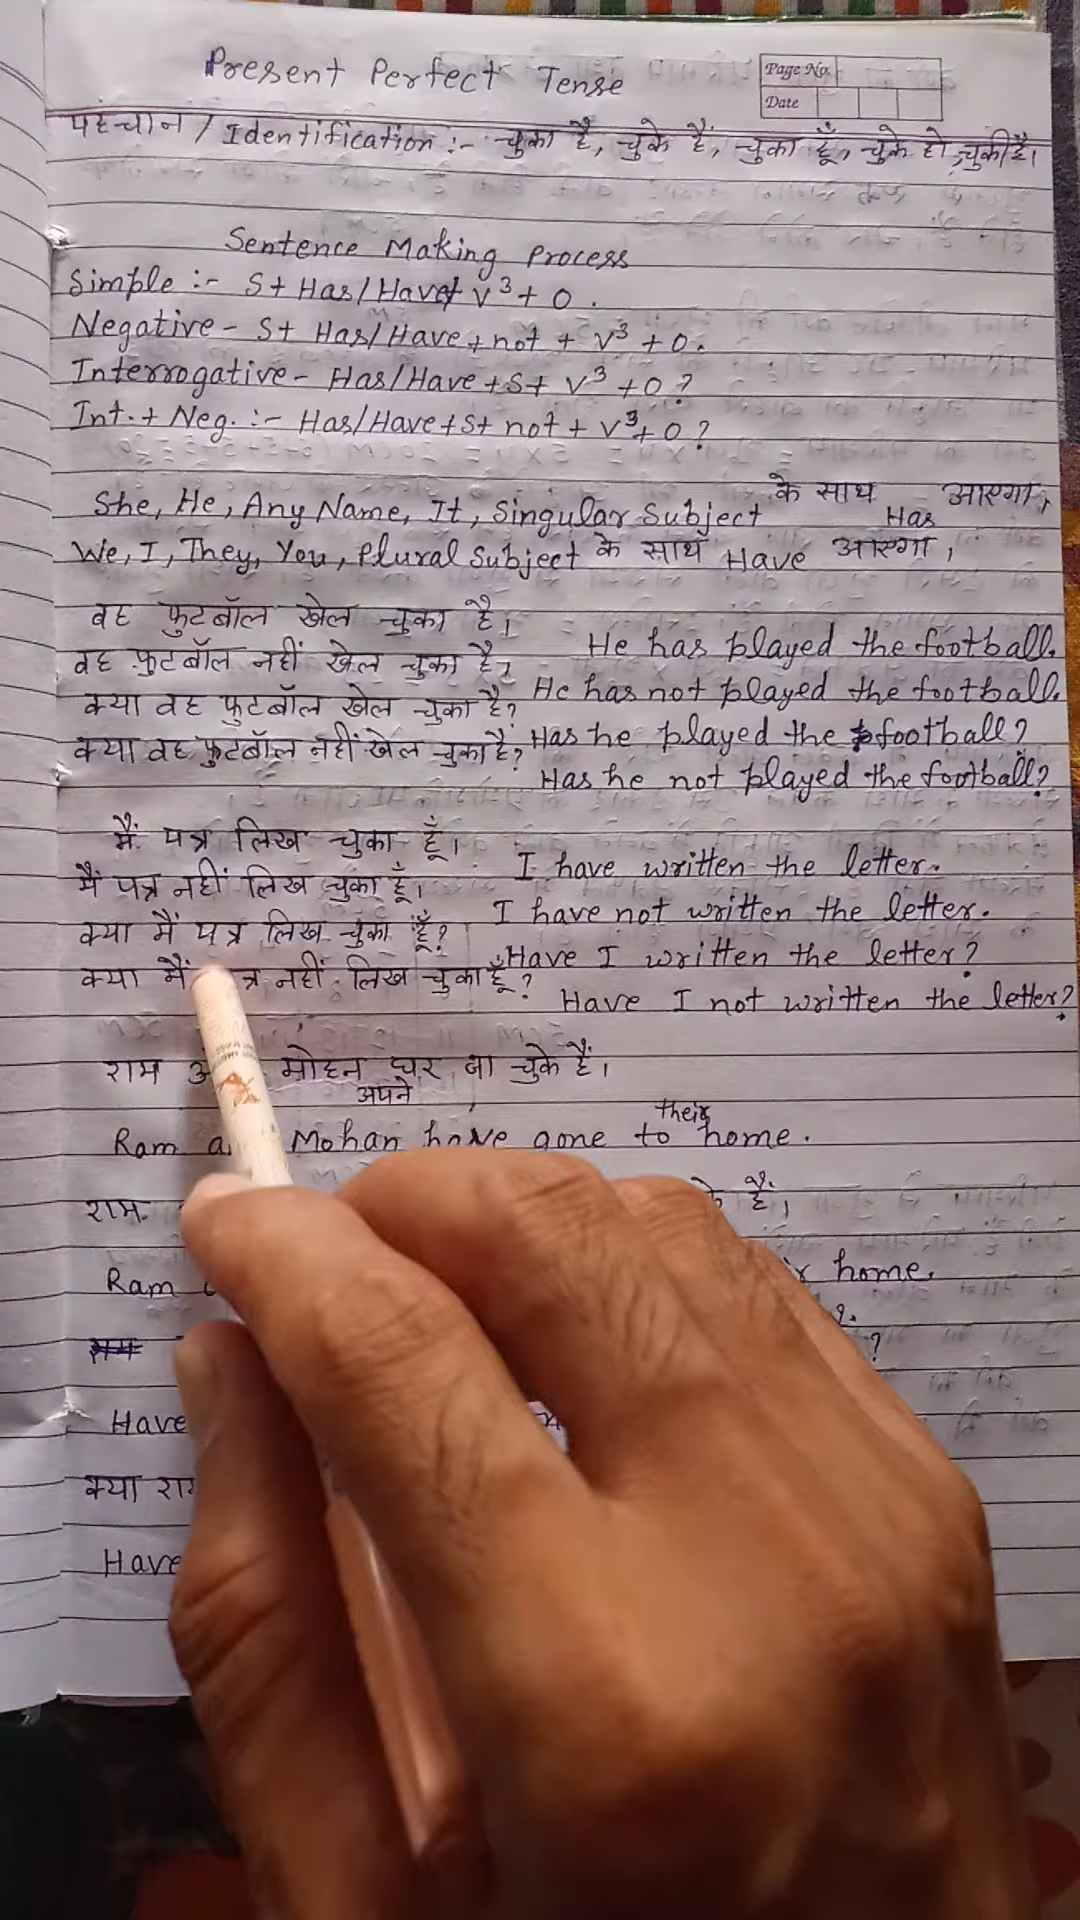 Present Perfect Tense
Page No.
Date
पहचान / Identification :- चुका है, चुके हैं, चुका हूँ, चुके हो, चुकी है।
Sentence Making Process
Simple :- S+ Has/Have+ V³ + O .
Negative - S+ Has/Have + not + V³ + O.
Interrogative - Has/Have + S + V³ + O ?
Int. + Neg. :- Has/Have + S + not + V³ + O ?
She, He, Any Name, It, Singular Subject के साथ Has आएगा,
We, I, They, You, Plural Subject के साथ Have आएगा,
वह फुटबॉल खेल चुका है।
He has played the football.
वह फुटबॉल नहीं खेल चुका है,
He has not played the football.
क्या वह फुटबॉल खेल चुका है?
Has he played the football?
क्या वह फुटबॉल नहीं खेल चुका है?
Has he not played the football?
मैं पत्र लिख चुका हूँ।
I have written the letter.
मैं पत्र नहीं लिख चुका हूँ।
I have not written the letter.
क्या मैं पत्र लिख चुका हूँ?
Have I written the letter?
क्या मैं नहीं लिख चुका हूँ?
Have I not written the letter?
राम मोहन अपने घर जा चुके हैं।
Ram Mohan have gone to their home.
राम हैं।
Ram home.
?
Have
क्या
Have